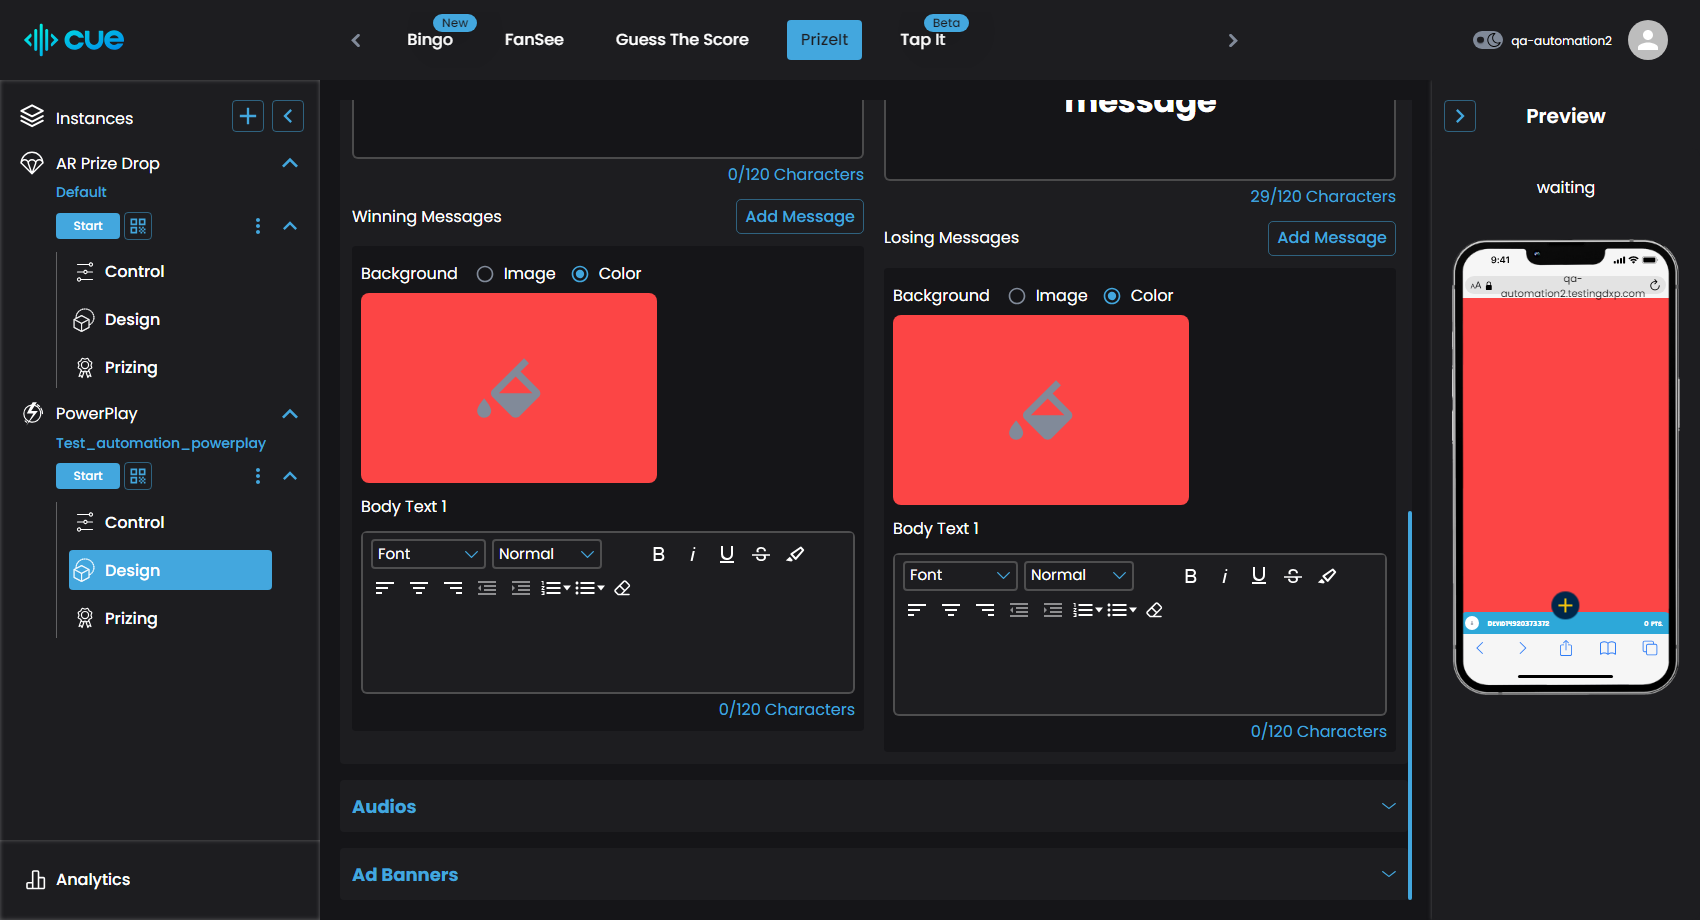 cue
New
Bingo
FanSee
Guess The Score
PrizeIt
Beta
Tap It
qa-automation2
Instances
AR Prize Drop
Default
Start
Control
Design
Prizing
PowerPlay
Test_automation_powerplay
Start
Control
Design
Prizing
Analytics
0/120 Characters
Winning Messages
Add Message
Background
Image
Color
Body Text 1
Font
Normal
B i U S
0/120 Characters
message
29/120 Characters
Losing Messages
Add Message
Background
Image
Color
Body Text 1
Font
Normal
B i U S
0/120 Characters
Audios
Ad Banners
Preview
waiting
9:41
AA
qa-
automation2.testingdxp.com
0 PTS.